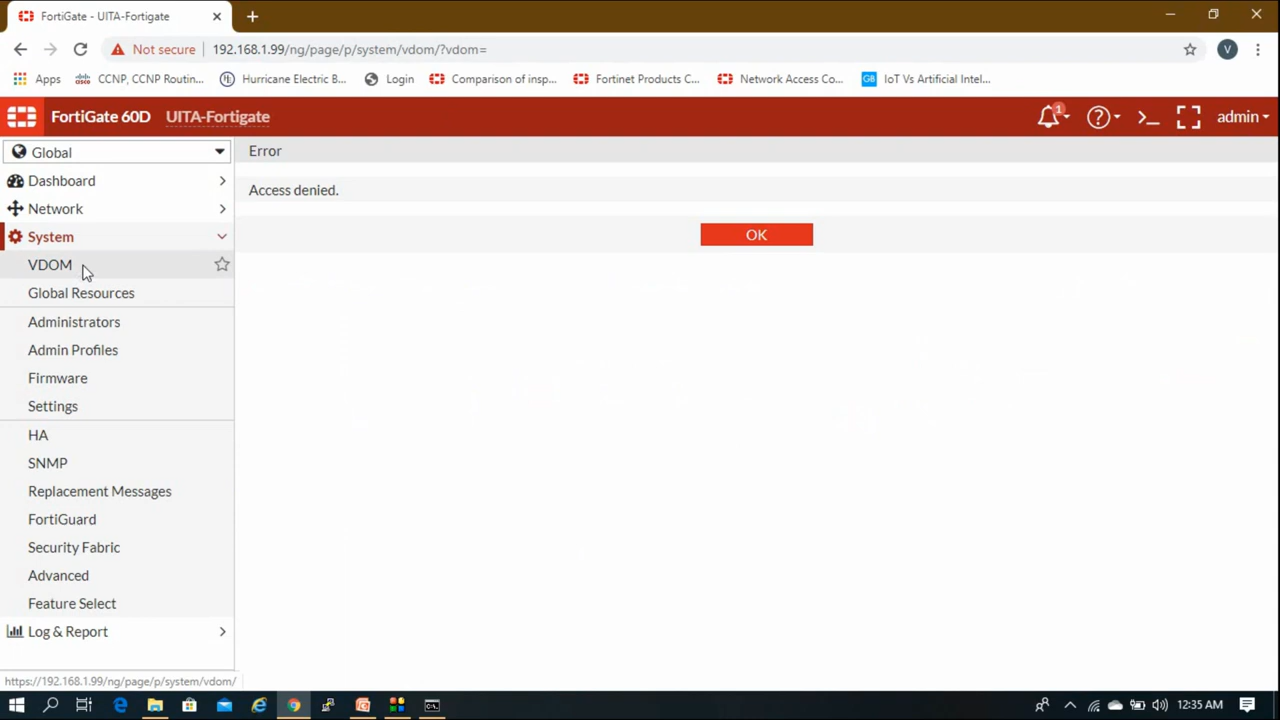 FortiGate - UITA-Fortigate
Not secure
192.168.1.99/ng/page/p/system/vdom/?vdom=
V
Apps
CCNP, CCNP Routin...
Hurricane Electric B...
Login
Comparison of insp...
Fortinet Products C...
Network Access Co...
GB
IoT Vs Artificial Intel...
FortiGate 60D
UITA-Fortigate
1
admin
Global
Error
Dashboard
Access denied.
Network
System
OK
VDOM
Global Resources
Administrators
Admin Profiles
Firmware
Settings
HA
SNMP
Replacement Messages
FortiGuard
Security Fabric
Advanced
Feature Select
Log & Report
https://192.168.1.99/ng/page/p/system/vdom/
12:35 AM